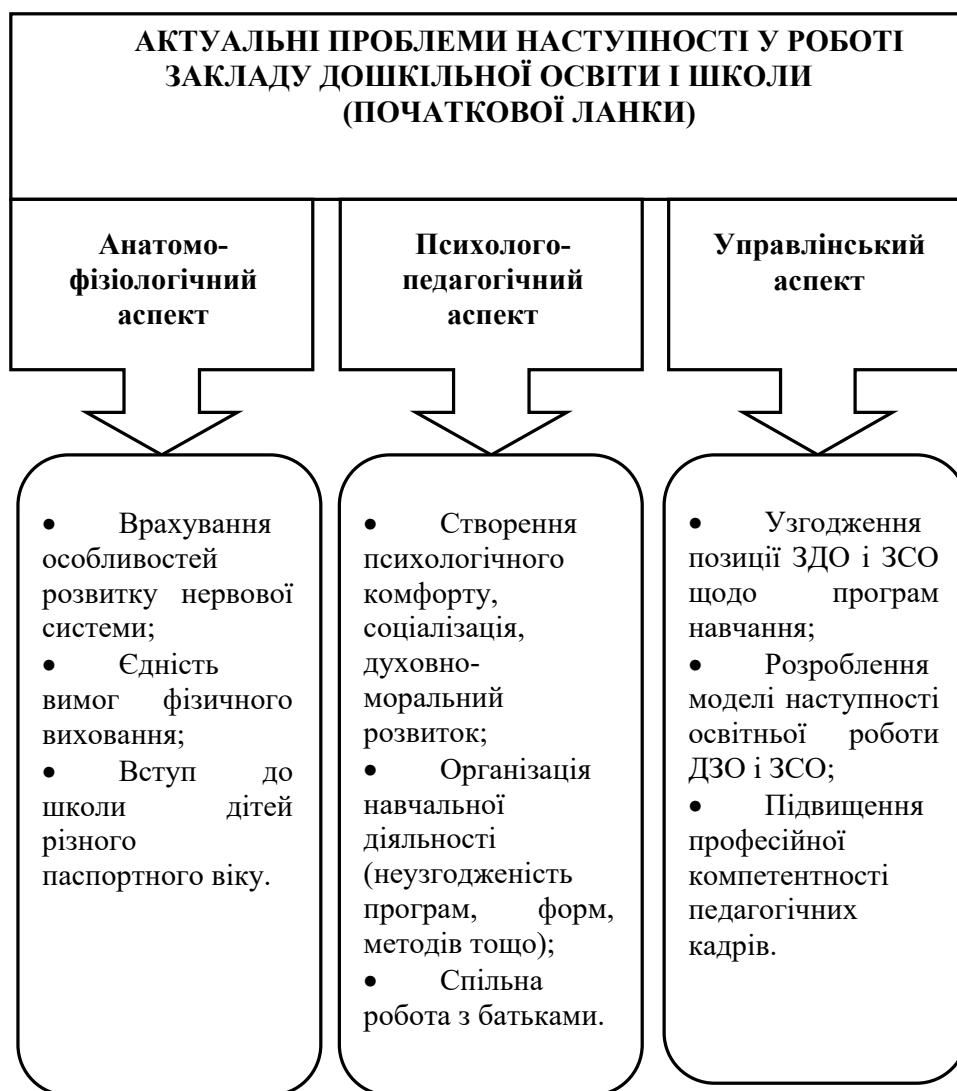 АКТУАЛЬНІ ПРОБЛЕМИ НАСТУПНОСТІ У РОБОТІ
ЗАКЛАДУ ДОШКІЛЬНОЇ ОСВІТИ І ШКОЛИ
(ПОЧАТКОВОЇ ЛАНКИ)
Анатомо-
фізіологічний
аспект
Психолого-
педагогічний
аспект
Управлінський
аспект
• Врахування
особливостей
розвитку нервової
системи;
• Єдність
вимог фізичного
виховання;
• Вступ до
школи дітей
різного
паспортного віку.
• Створення
психологічного
комфорту,
соціалізація,
духовно-
моральний
розвиток;
• Організація
навчальної
діяльності
(неузгодженість
програм, форм,
методів тощо);
• Спільна
робота з батьками.
• Узгодження
позиції ЗДО і ЗСО
щодо програм
навчання;
• Розроблення
моделі наступності
освітньої роботи
ДЗО і ЗСО;
• Підвищення
професійної
компетентності
педагогічних
кадрів.